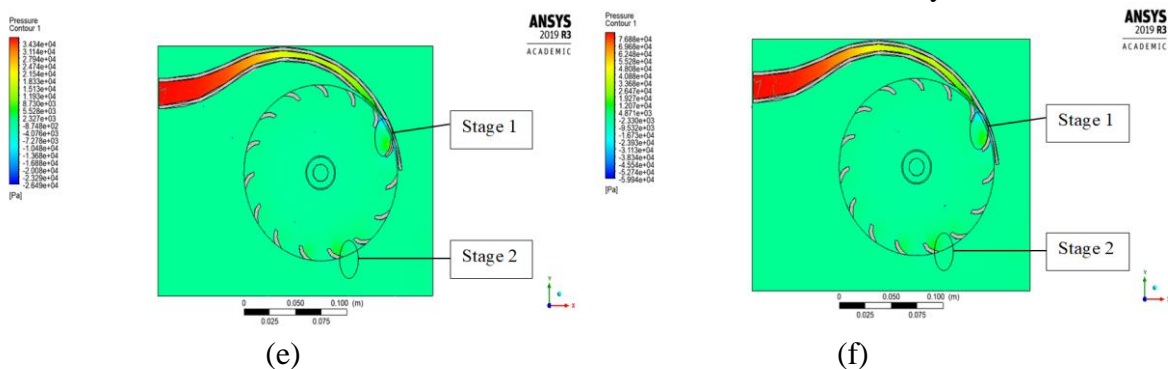 Pressure
Contour 1
3.434e+04
3.114e+04
2.794e+04
2.474e+04
2.154e+04
1.833e+04
1.513e+04
1.193e+04
8.730e+03
5.528e+03
2.327e+03
-8.748e+02
-4.076e+03
-7.278e+03
-1.048e+04
-1.368e+04
-1.688e+04
-2.008e+04
-2.329e+04
-2.649e+04
[Pa]
ANSYS
2019 R3
ACADEMIC
Stage 1
Stage 2
0 0.050 0.100 (m)
0.025 0.075
Y
X
(e)
Pressure
Contour 1
7.688e+04
6.968e+04
6.248e+04
5.528e+04
4.808e+04
4.088e+04
3.368e+04
2.647e+04
1.927e+04
1.207e+04
4.871e+03
-2.330e+03
-9.532e+03
-1.673e+04
-2.393e+04
-3.113e+04
-3.834e+04
-4.554e+04
-5.274e+04
-5.994e+04
[Pa]
ANSYS
2019 R3
ACADEMIC
Stage 1
Stage 2
0 0.050 0.100 (m)
0.025 0.075
Y
X
(f)